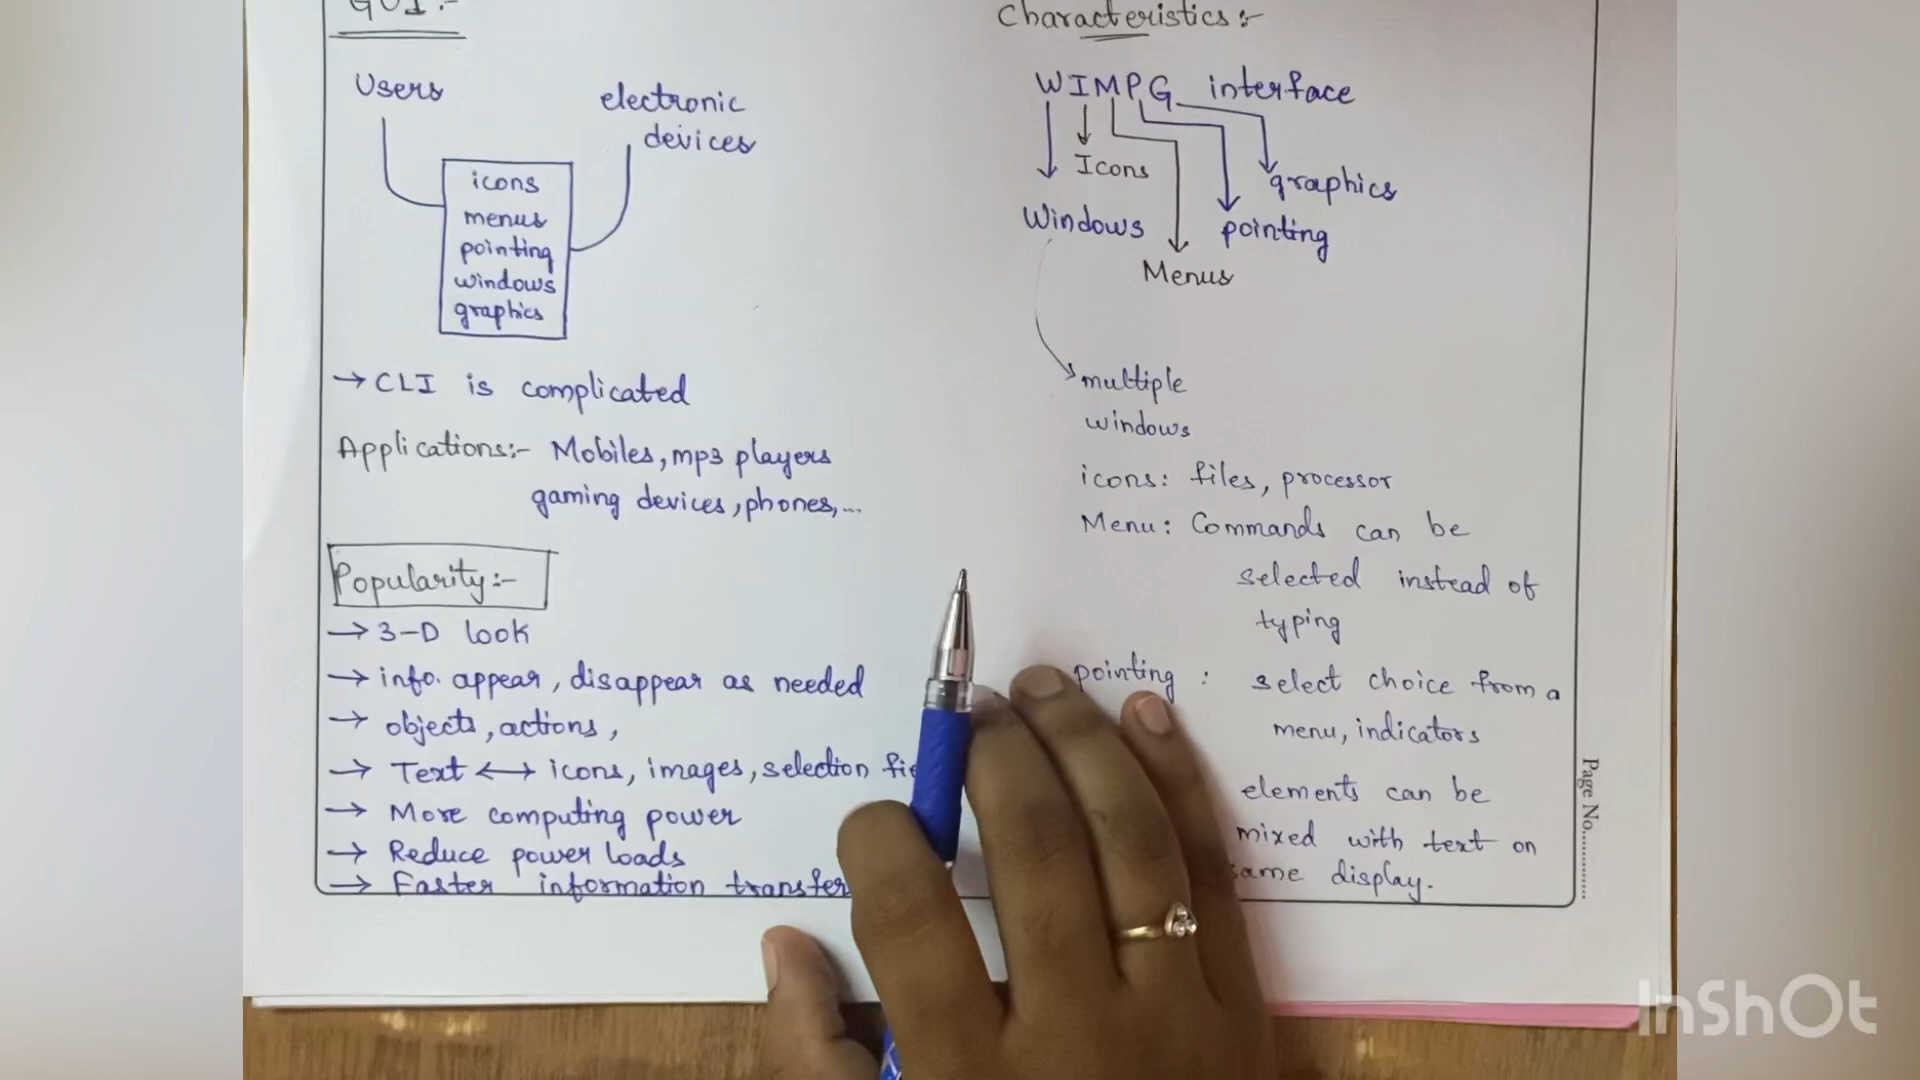 GUI:-
Users
electronic
devices
icons
menus
pointing
windows
graphics
→ CLI is complicated
Applications:- Mobiles, mp3 players
gaming devices, phones,...
Popularity:-
→ 3-D look
→ info. appear, disappear as needed
→ objects, actions,
→ Text ↔ icons, images, selection
→ More computing power
→ Reduce power loads
→ Faster information transfer
Characteristics:-
WIMPG interface
Icons
graphics
Windows
pointing
Menus
multiple
windows
icons: files, processor
Menu: Commands can be
selected instead of
typing
pointing : select choice from a
menu, indicators
elements can be
mixed with text on
same display.
Page No..............
InShOt